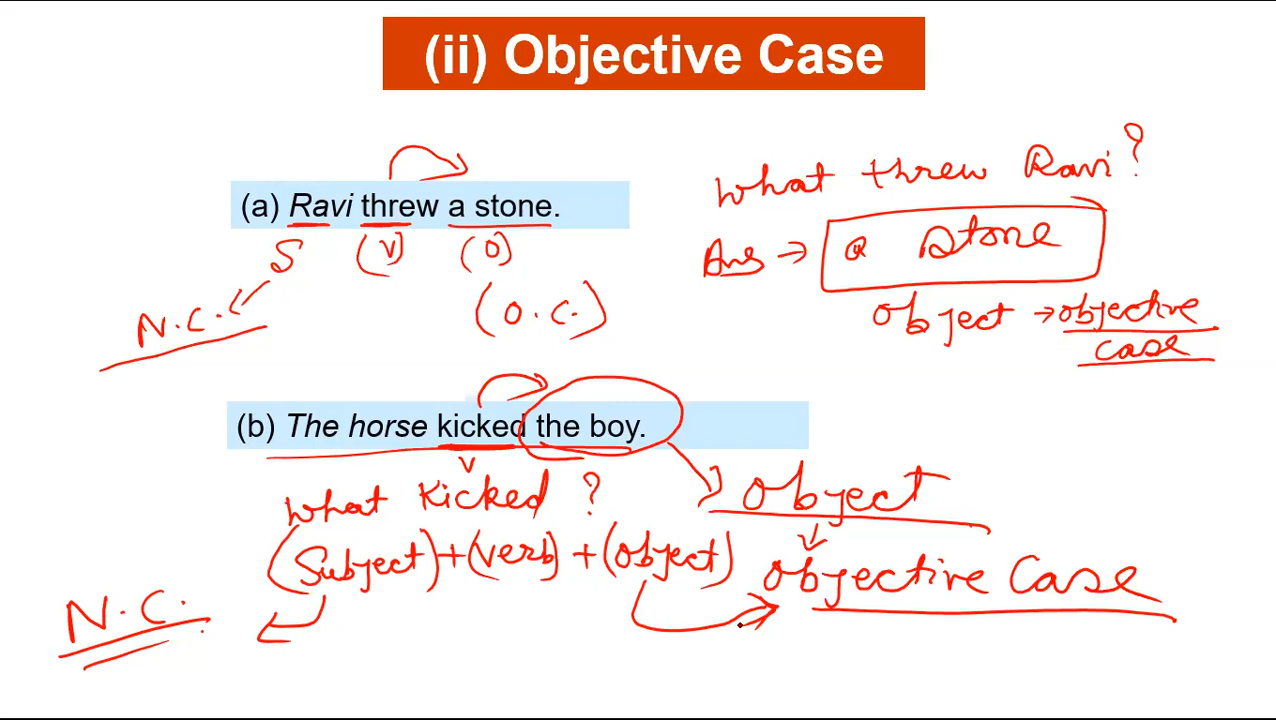 (ii) Objective Case
What threw Ravi?
(a) Ravi threw a stone.
S (V) (O)
Ans → a stone
N.C.
(O.C.)
object → objective
case
(b) The horse kicked the boy.
V
What kicked ?
Object
(Subject) + (verb) + (object)
Objective Case
N.C.